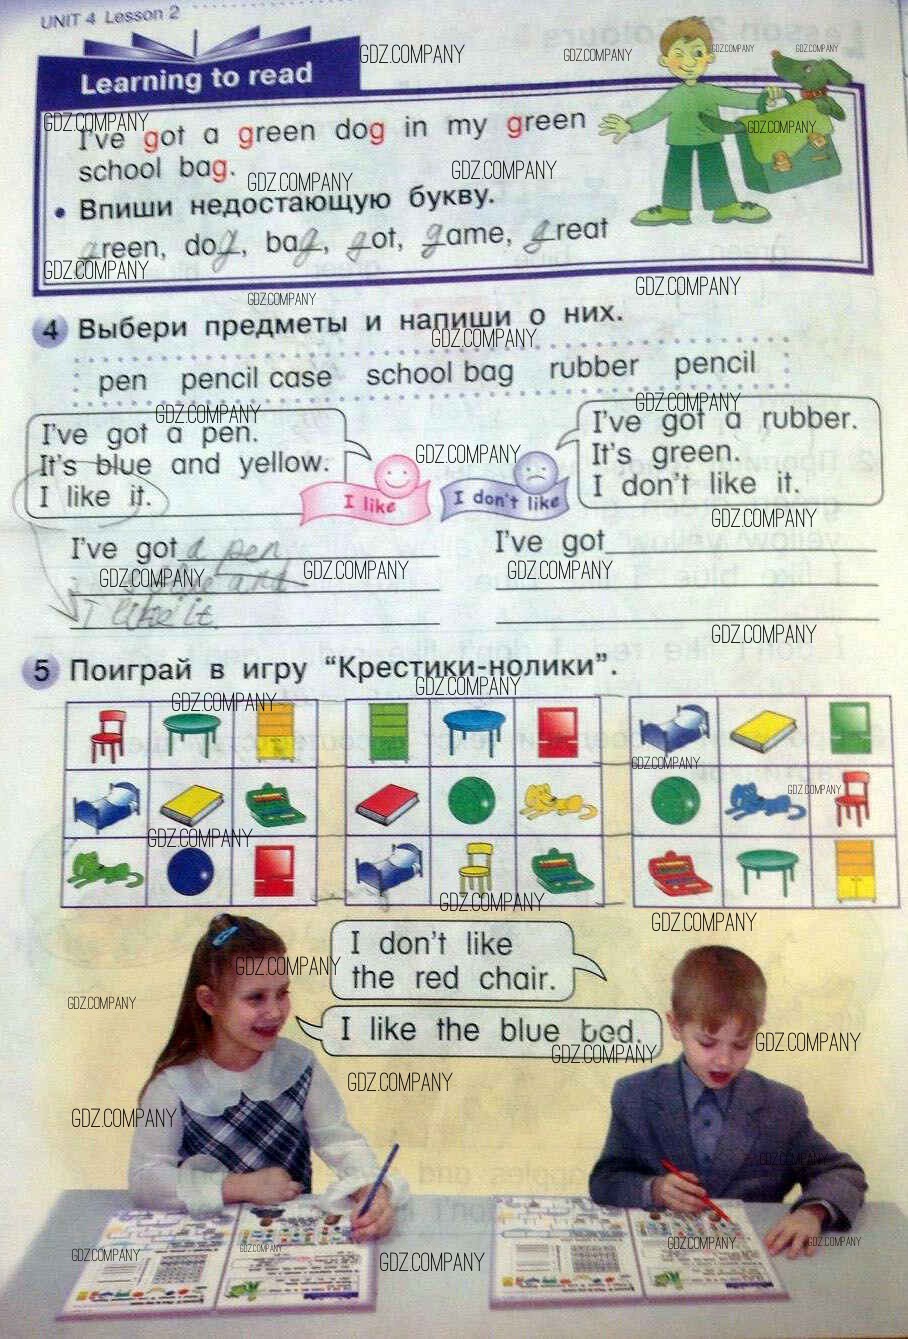 UNIT 4 Lesson 2
Learning to read
I've got a green dog in my green
school bag.
• Впиши недостающую букву.
green, dog, bag, got, game, great
4 Выбери предметы и напиши о них.
pen pencil case school bag rubber pencil
I've got a pen.
It's blue and yellow.
I like it.
I like
I don't like
I've got a rubber.
It's green.
I don't like it.
I've got a pen
blue and
I like it.
I've got
5 Поиграй в игру “Крестики-нолики”.
I don't like
the red chair.
I like the blue bed.
GDZ.COMPANY